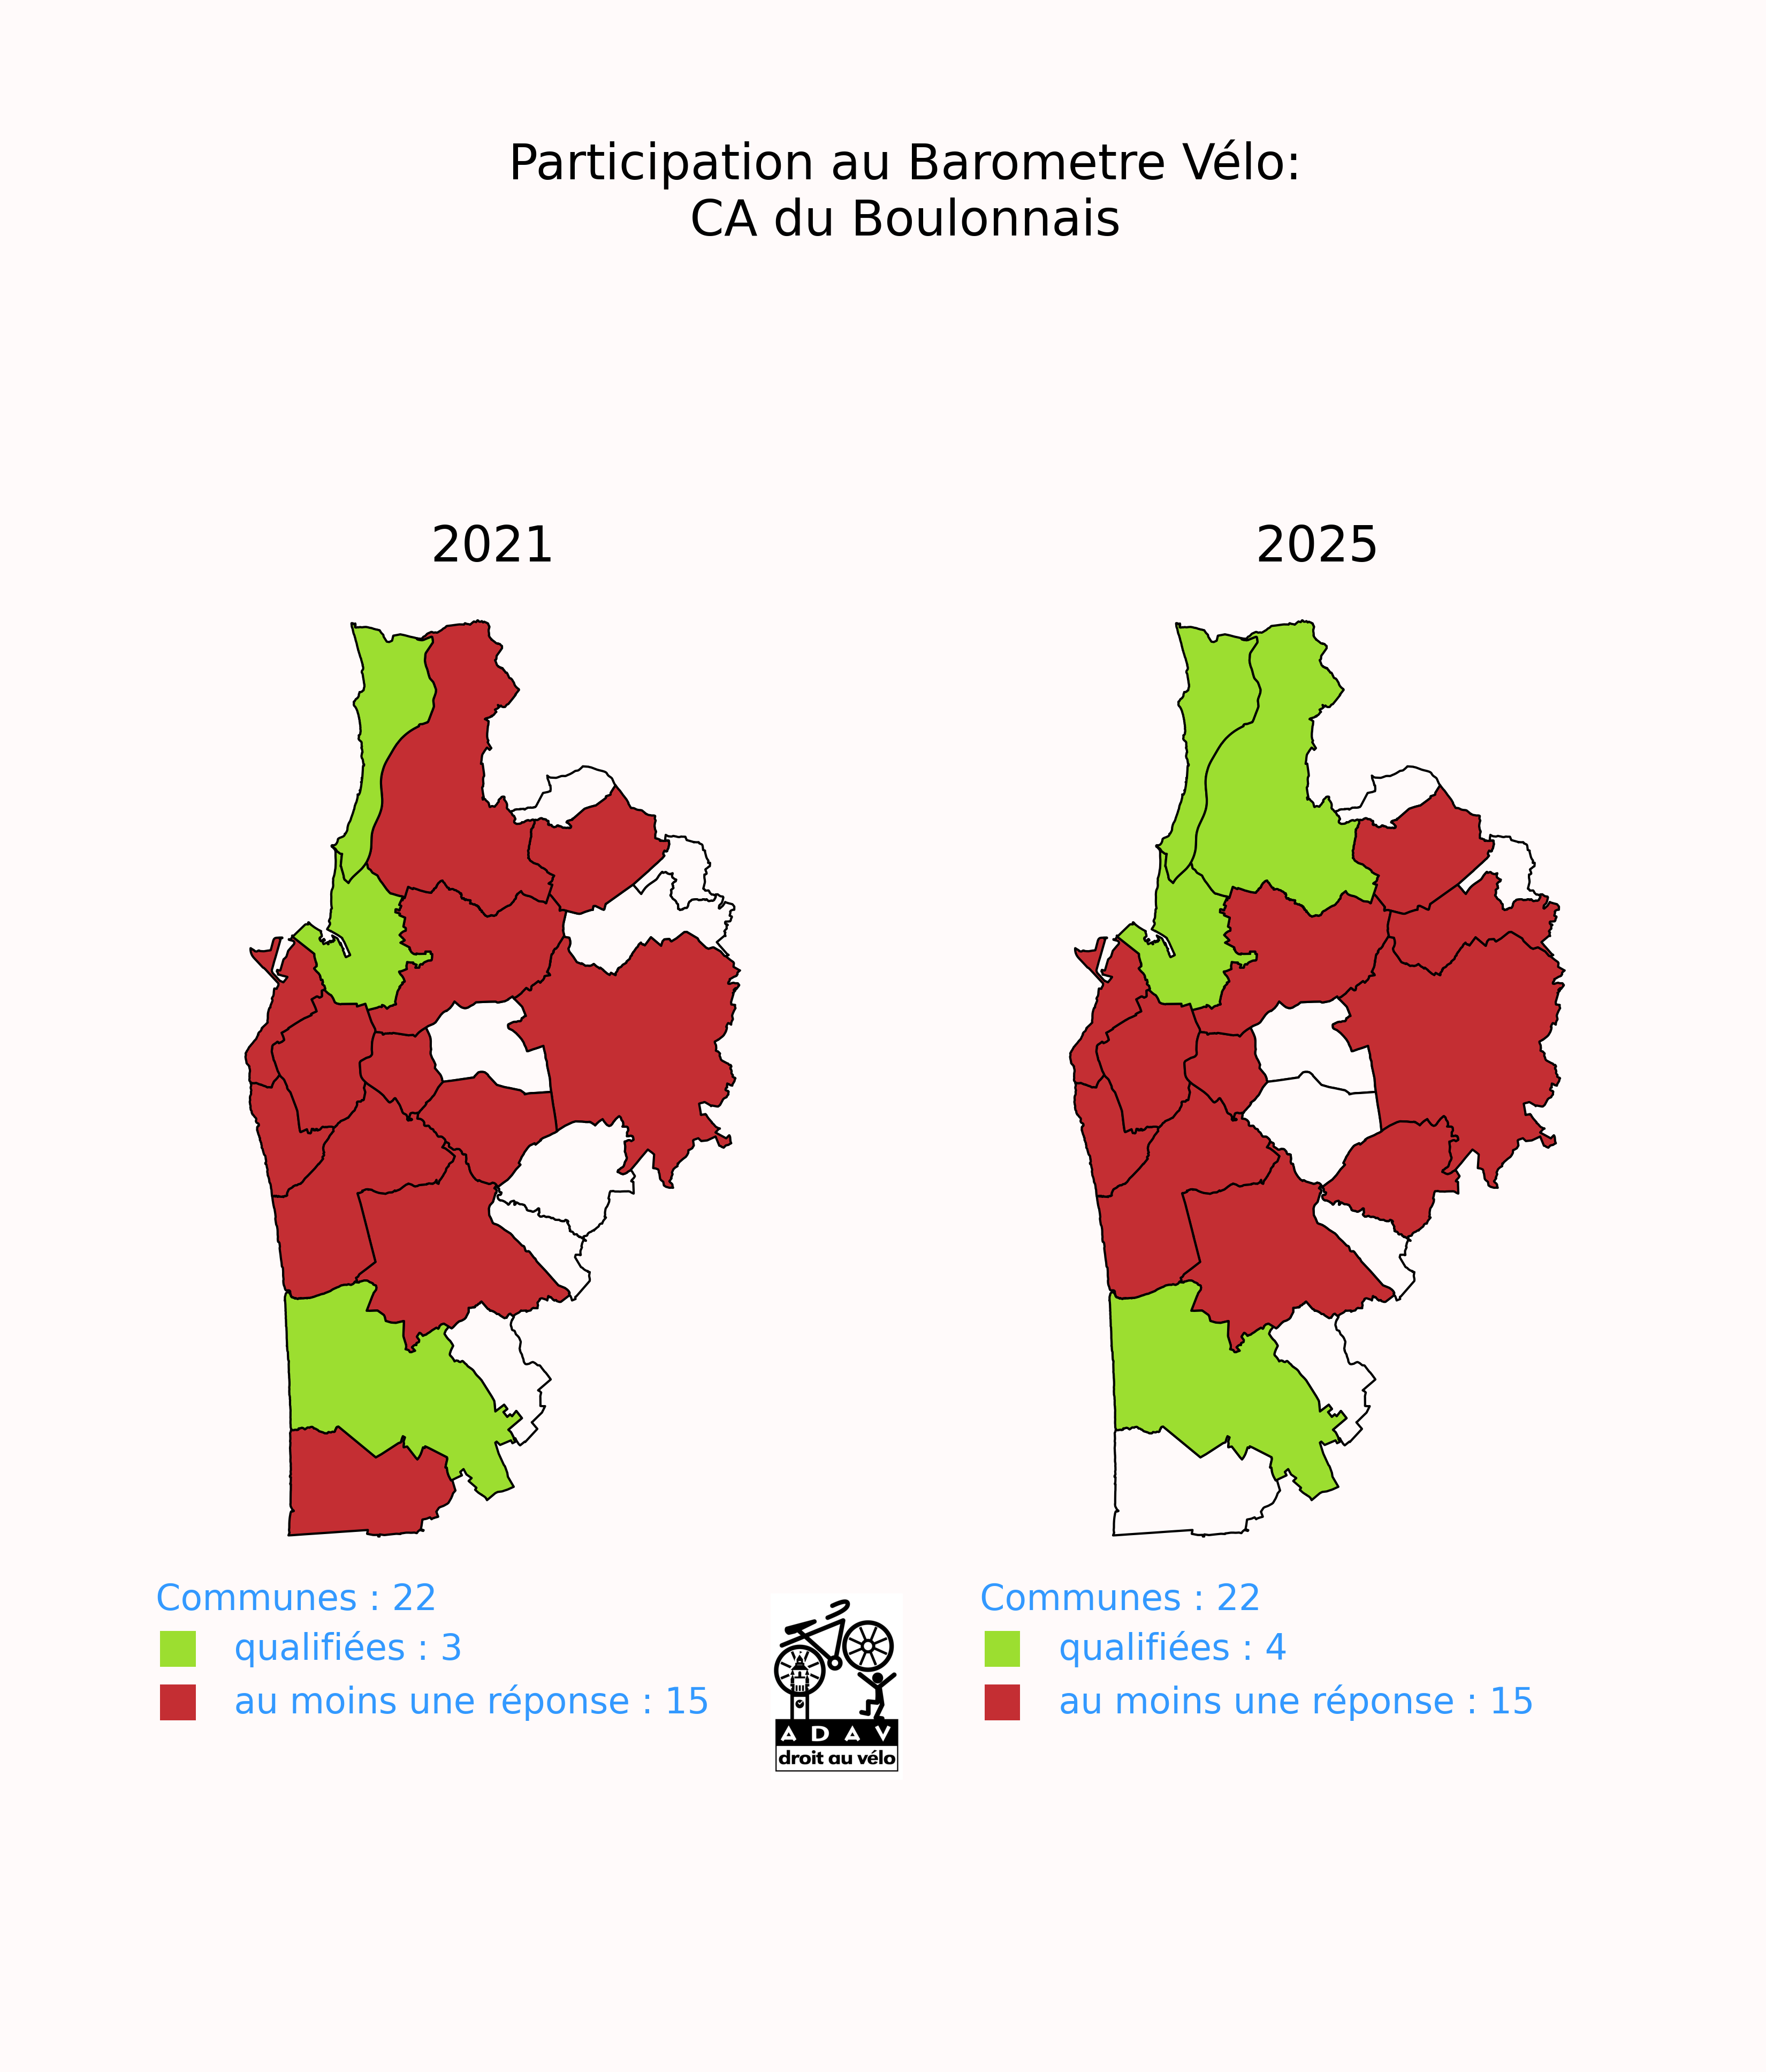 Participation au Barometre Vélo:
CA du Boulonnais
2021
2025
Communes : 22
qualifiées : 3
au moins une réponse : 15
ADAV
droit au vélo
Communes : 22
qualifiées : 4
au moins une réponse : 15